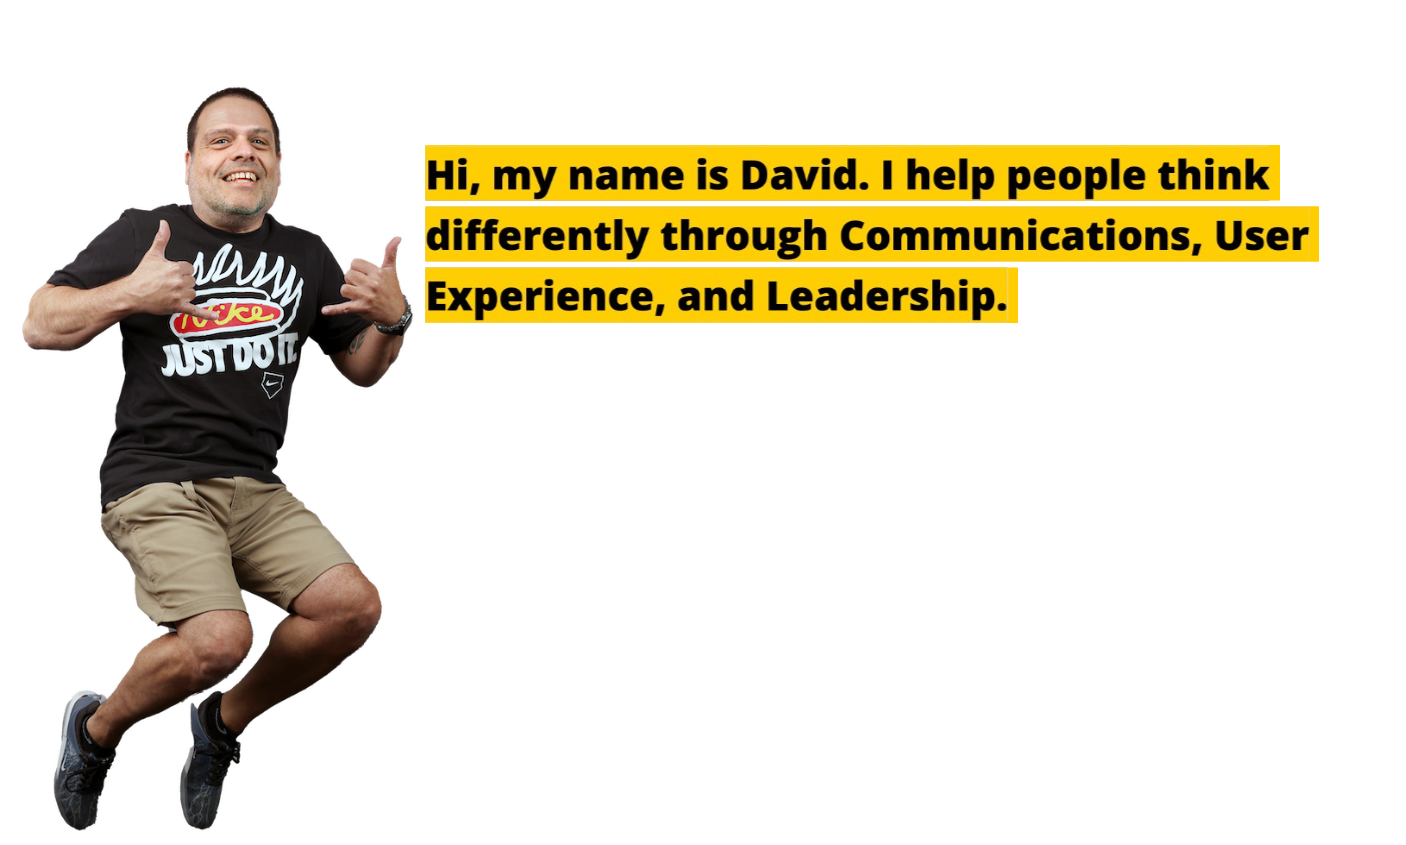 Hi, my name is David. I help people think
differently through Communications, User
Experience, and Leadership.
Nike
JUST DO IT